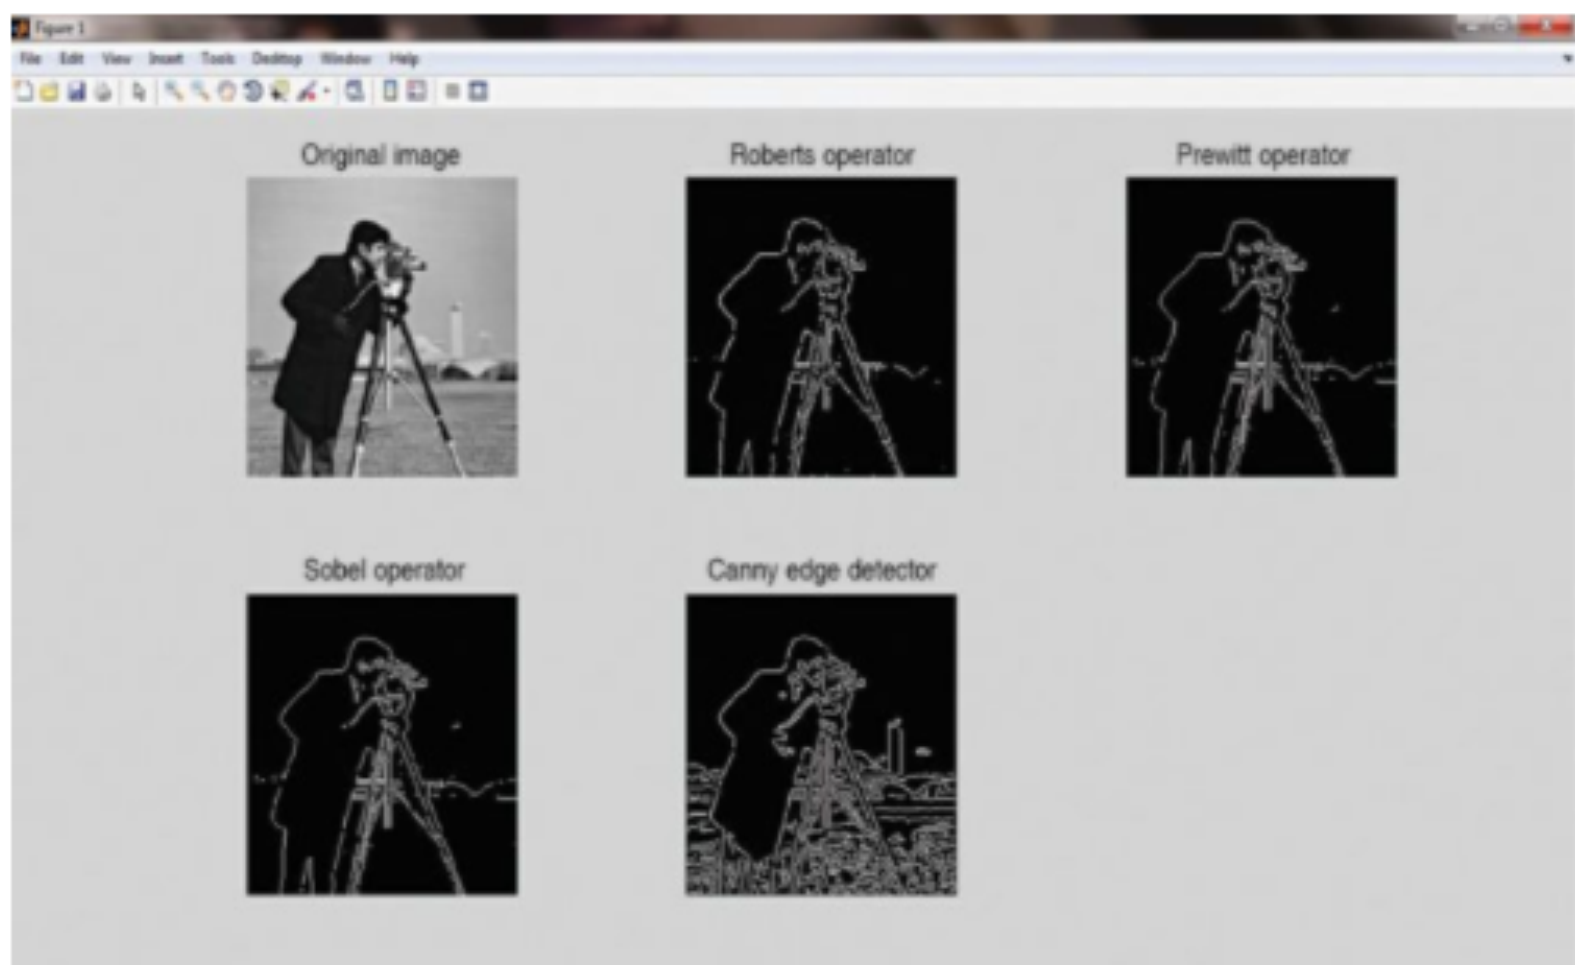 Figure 1
File Edit View Insert Tools Desktop Window Help
Original image
Roberts operator
Prewitt operator
Sobel operator
Canny edge detector